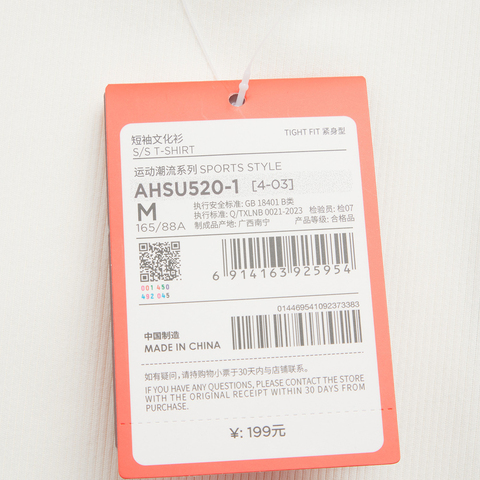 短袖文化衫
S/S T-SHIRT
TIGHT FIT 紧身型
运动潮流系列 SPORTS STYLE
AHSU520-1 [4-03]
M
165/88A
执行安全标准: GB 18401 B类
执行标准: Q/TXLNB 0021-2023 检验员: 检07
制成品产地: 广西南宁 产品等级: 合格品
001 450
492 045
6 914163 925954
014469541092373383
中国制造
MADE IN CHINA
如有疑问,请持购物小票于30天内与店铺联系。
IF YOU HAVE ANY QUESTIONS, PLEASE CONTACT THE STORE
WITH THE ORIGINAL RECEIPT WITHIN 30 DAYS FROM
PURCHASE.
¥: 199元